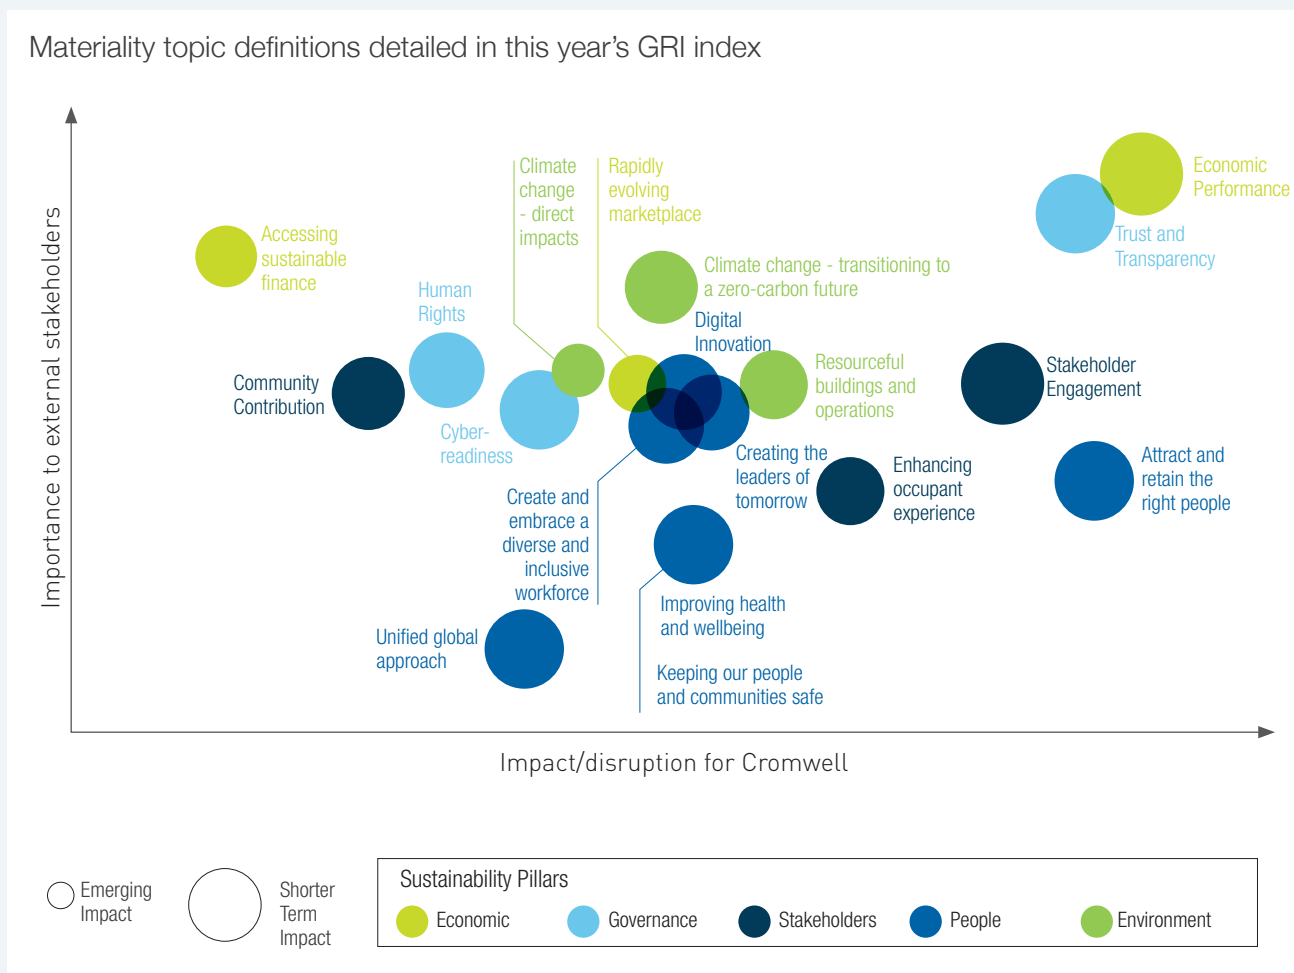 Materiality topic definitions detailed in this year’s GRI index
Importance to external stakeholders
Climate
change
- direct
impacts
Rapidly
evolving
marketplace
Economic
Performance
Trust and
Transparency
Accessing
sustainable
finance
Climate change - transitioning to
a zero-carbon future
Human
Rights
Digital
Innovation
Resourceful
buildings and
operations
Stakeholder
Engagement
Community
Contribution
Cyber-
readiness
Creating the
leaders of
tomorrow
Enhancing
occupant
experience
Attract and
retain the
right people
Create and
embrace a
diverse and
inclusive
workforce
Improving health
and wellbeing
Unified global
approach
Keeping our people
and communities safe
Impact/disruption for Cromwell
Emerging
Impact
Shorter
Term
Impact
Sustainability Pillars
Economic
Governance
Stakeholders
People
Environment